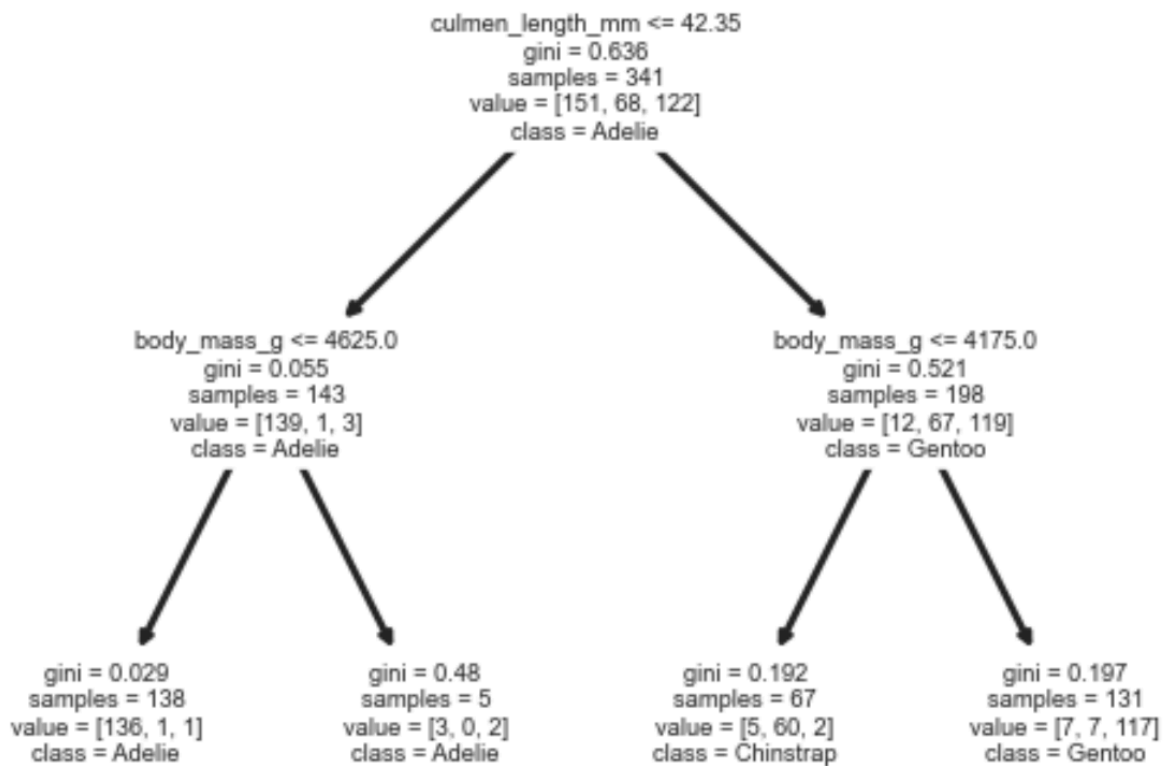 culmen_length_mm <= 42.35
gini = 0.636
samples = 341
value = [151, 68, 122]
class = Adelie
body_mass_g <= 4625.0
gini = 0.055
samples = 143
value = [139, 1, 3]
class = Adelie
body_mass_g <= 4175.0
gini = 0.521
samples = 198
value = [12, 67, 119]
class = Gentoo
gini = 0.029
samples = 138
value = [136, 1, 1]
class = Adelie
gini = 0.48
samples = 5
value = [3, 0, 2]
class = Adelie
gini = 0.192
samples = 67
value = [5, 60, 2]
class = Chinstrap
gini = 0.197
samples = 131
value = [7, 7, 117]
class = Gentoo